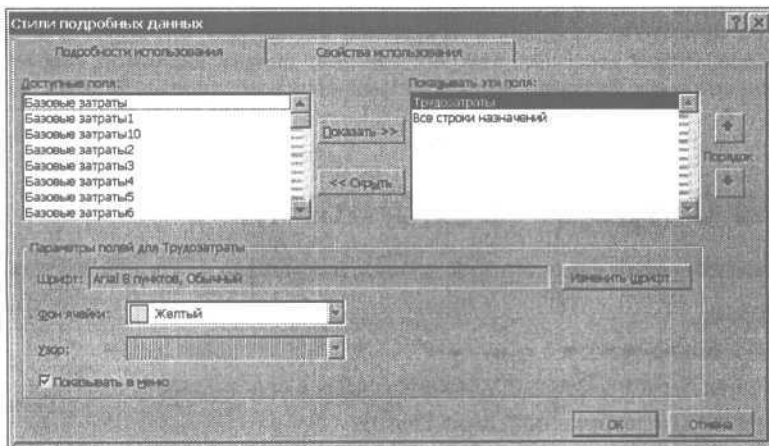 Стили подробных данных
Подробности использования
Свойства использования
Доступные поля:
Базовые затраты
Базовые затраты1
Базовые затраты10
Базовые затраты2
Базовые затраты3
Базовые затраты4
Базовые затраты5
Базовые затраты6
Показать >>
<< Скрыть
Показывать эти поля:
Трудозатраты
Все строки назначений
Порядок
Параметры полей для Трудозатраты
Шрифт: Arial 8 пунктов, Обычный
Изменить шрифт...
Фон ячейки: Желтый
Узор:
Показывать в меню
ОК
Отмена